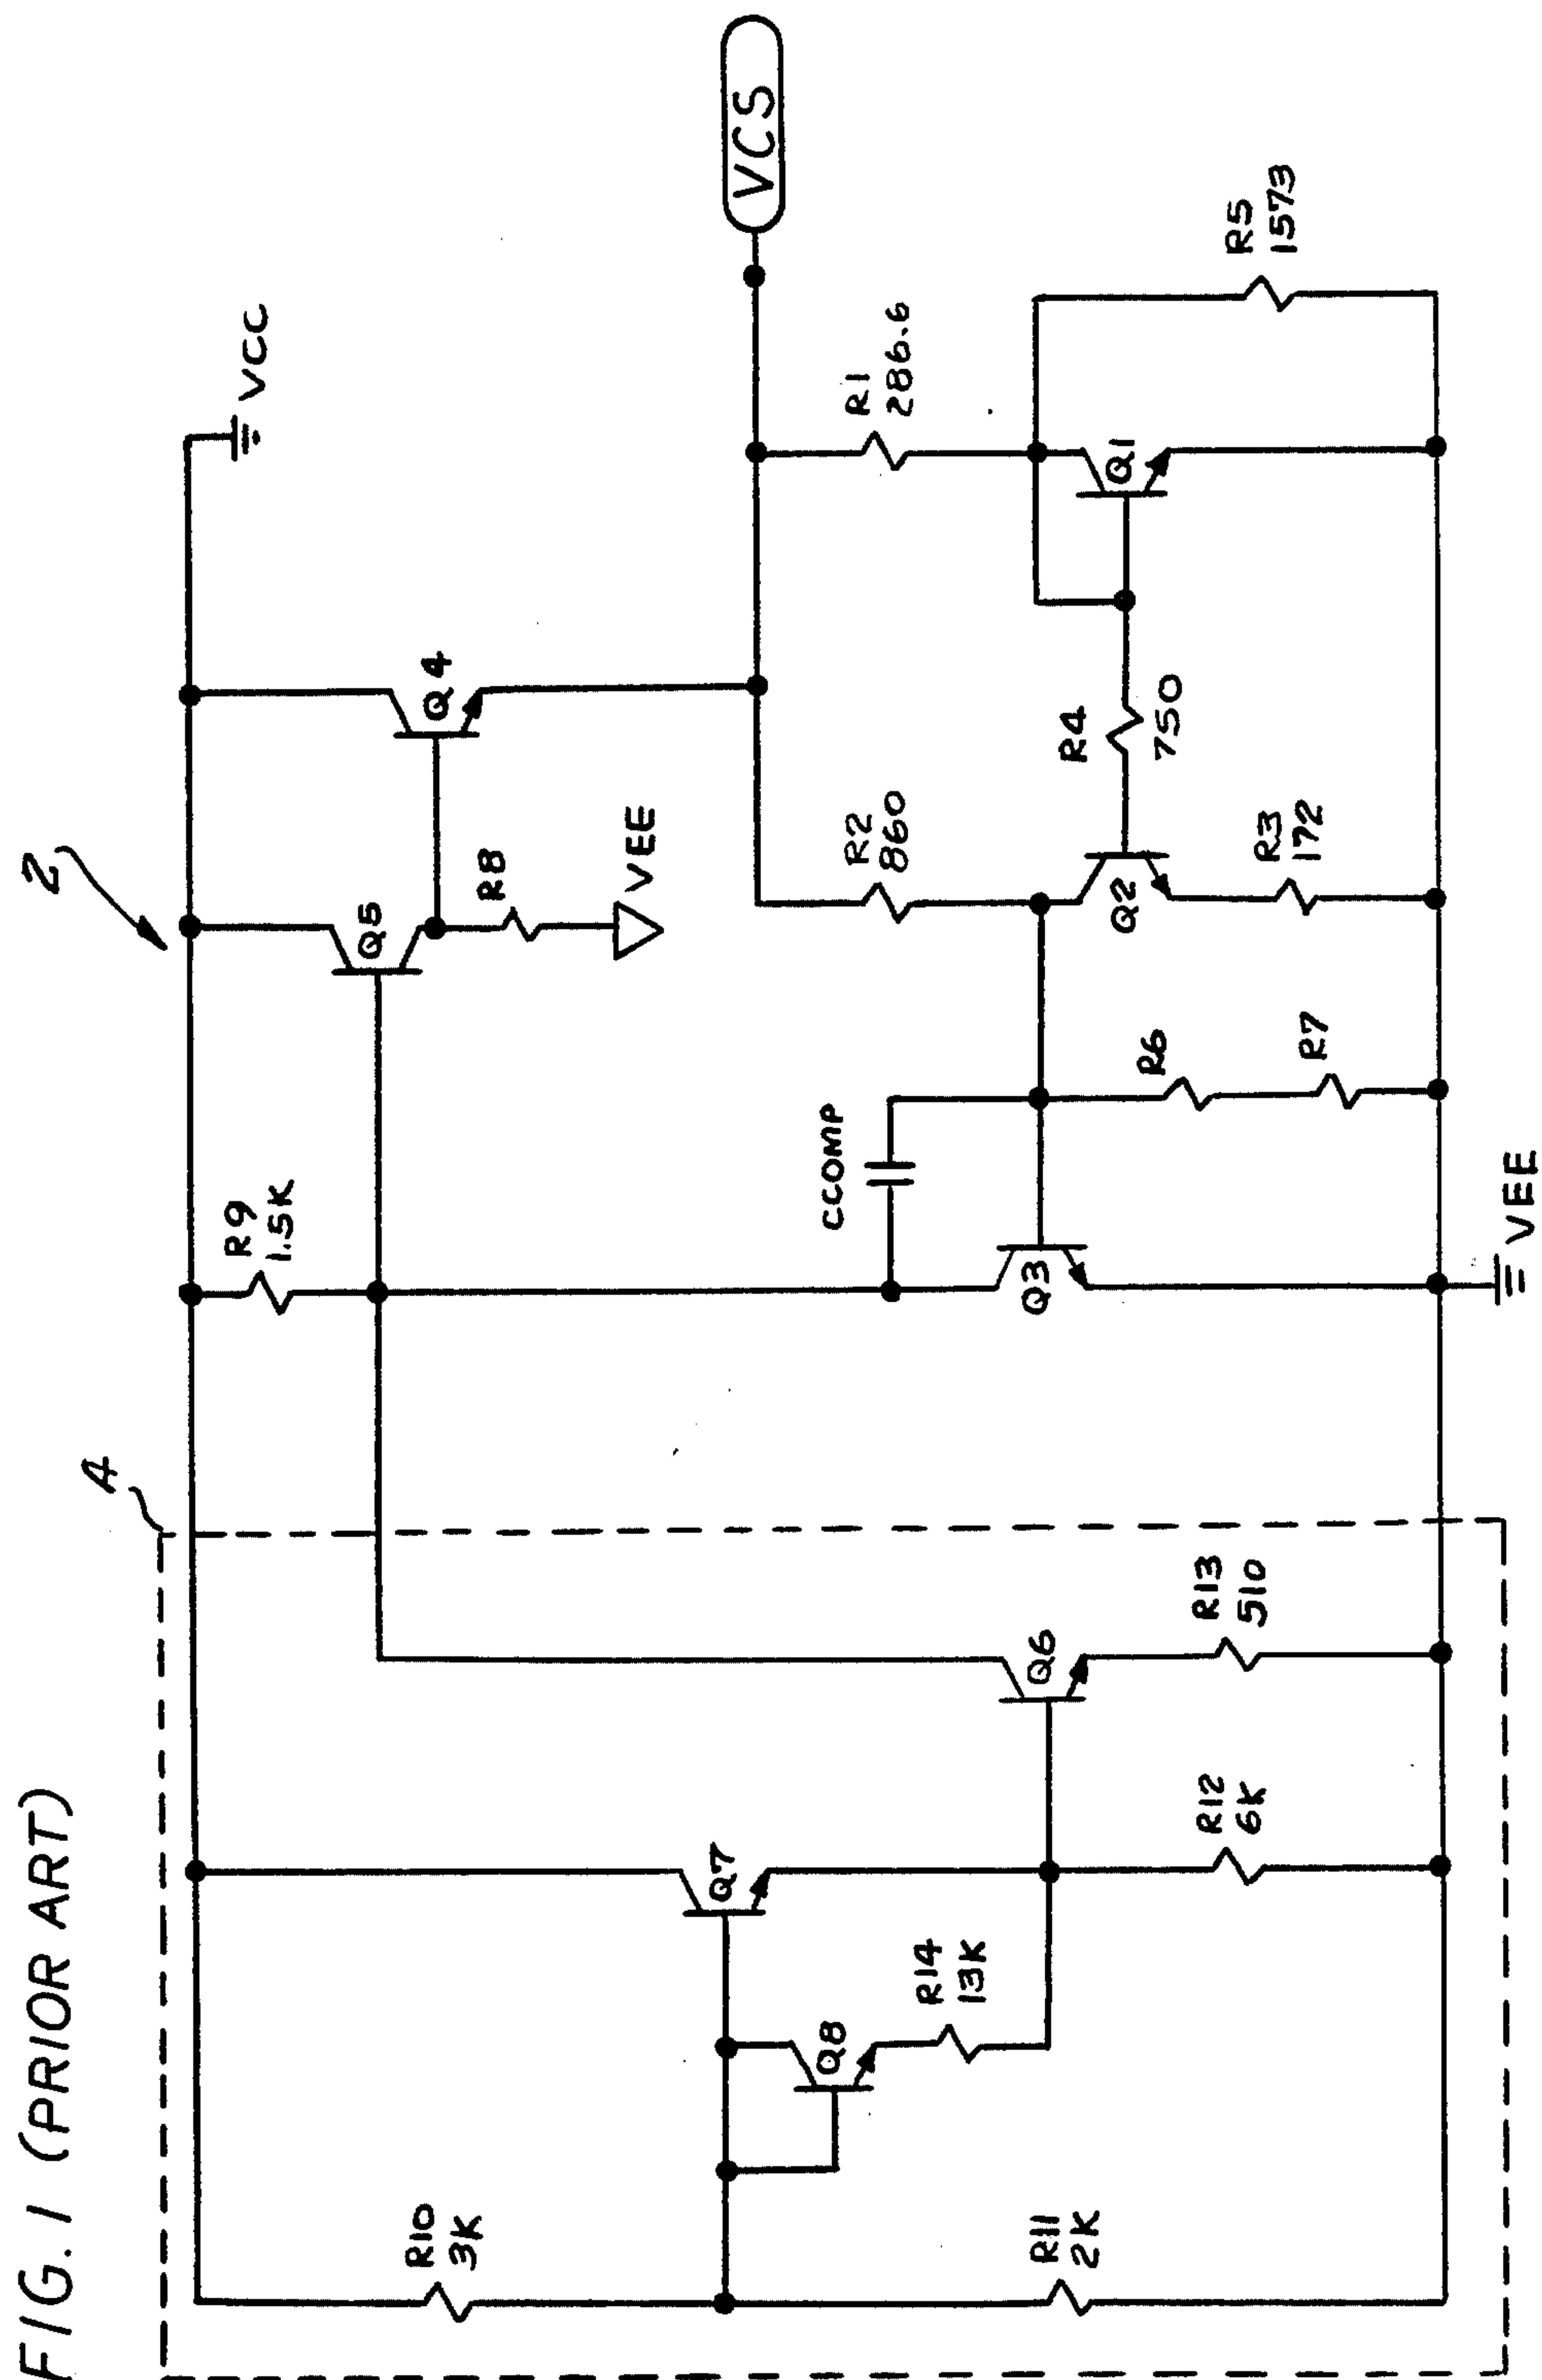 FIG. 1 (PRIOR ART)
2
A
VCC
VCS
R9
1.5K
Q5
R8
VEE
Q4
R1
286.6
R5
1573
R2
860
CCOMP
Q1
R4
750
Q2
R3
172
R6
R7
Q3
VEE
R10
3K
Q7
Q8
R14
13K
Q6
R13
510
R12
6K
R11
2K